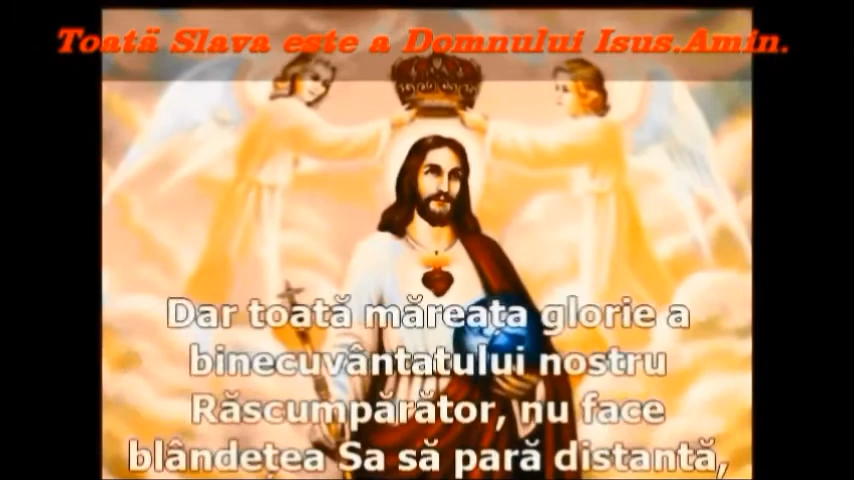 Toată Slava este a Domnului Isus.Amin.
Dar toată măreața glorie a
binecuvântatului nostru
Răscumpărător, nu face
blândețea Sa să pară distantă,